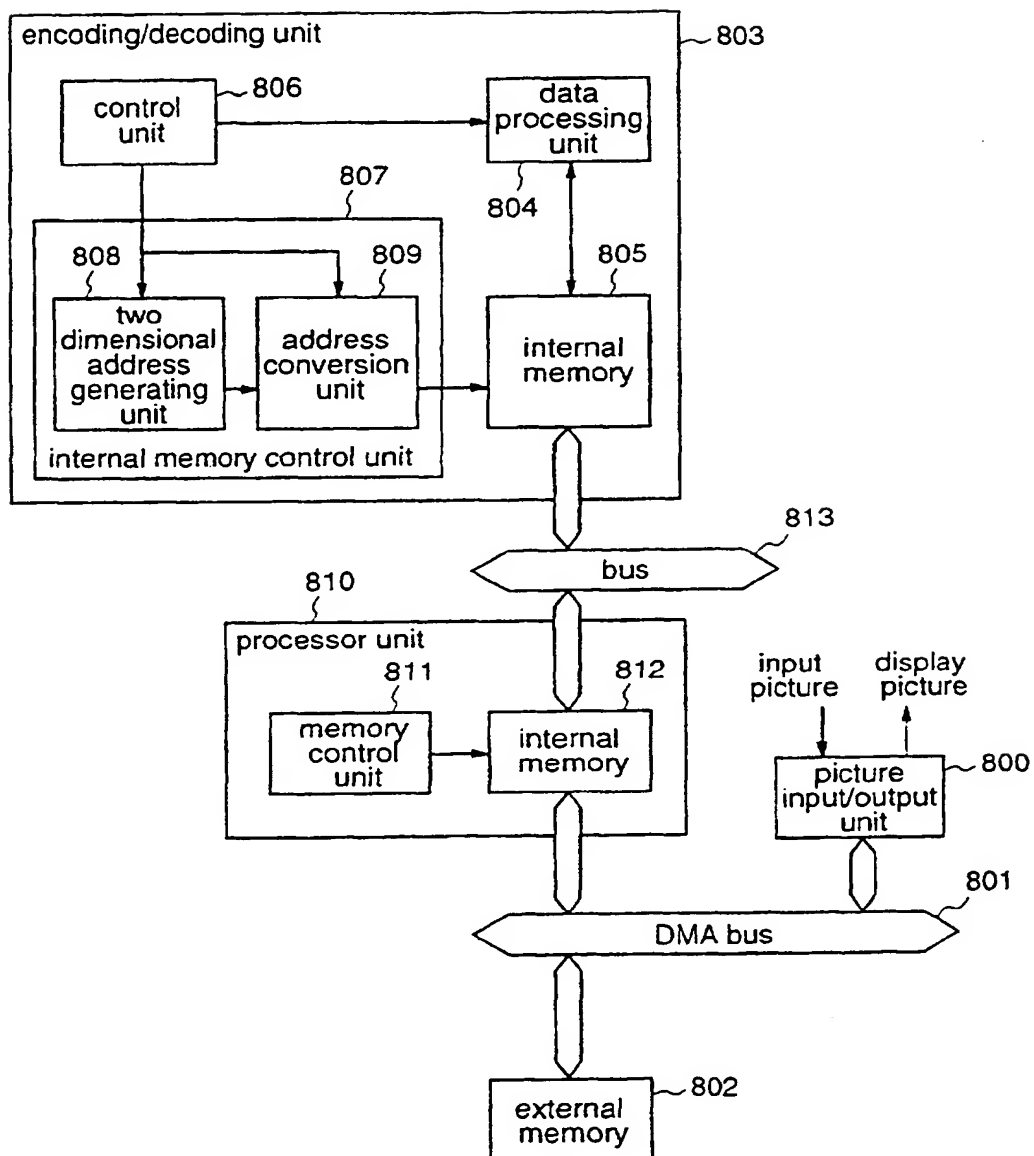 encoding/decoding unit
803
806
control
unit
data
processing
unit
804
807
808
809
805
two
dimensional
address
generating
unit
address
conversion
unit
internal
memory
internal memory control unit
813
bus
810
processor unit
811
812
memory
control
unit
internal
memory
input
picture
display
picture
800
picture
input/output
unit
801
DMA bus
802
external
memory